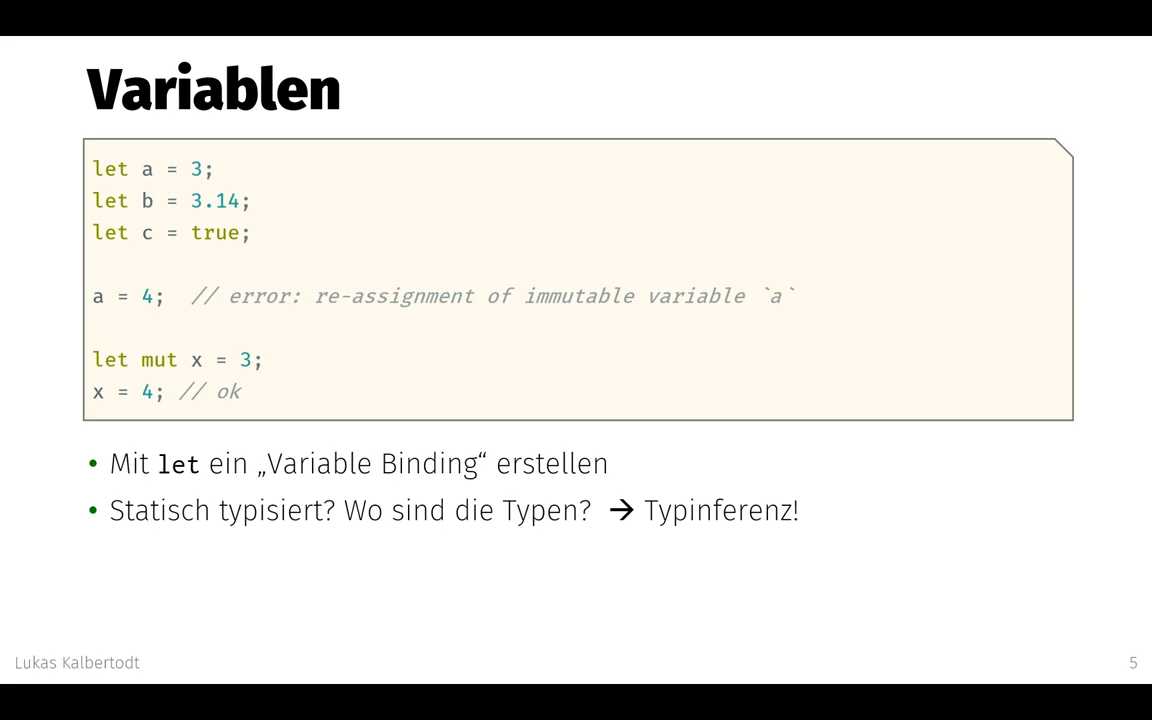 Variablen
let a = 3;
let b = 3.14;
let c = true;
a = 4;  // error: re-assignment of immutable variable `a`
let mut x = 3;
x = 4; // ok
• Mit let ein „Variable Binding“ erstellen
• Statisch typisiert? Wo sind die Typen? → Typinferenz!
Lukas Kalbertodt
5